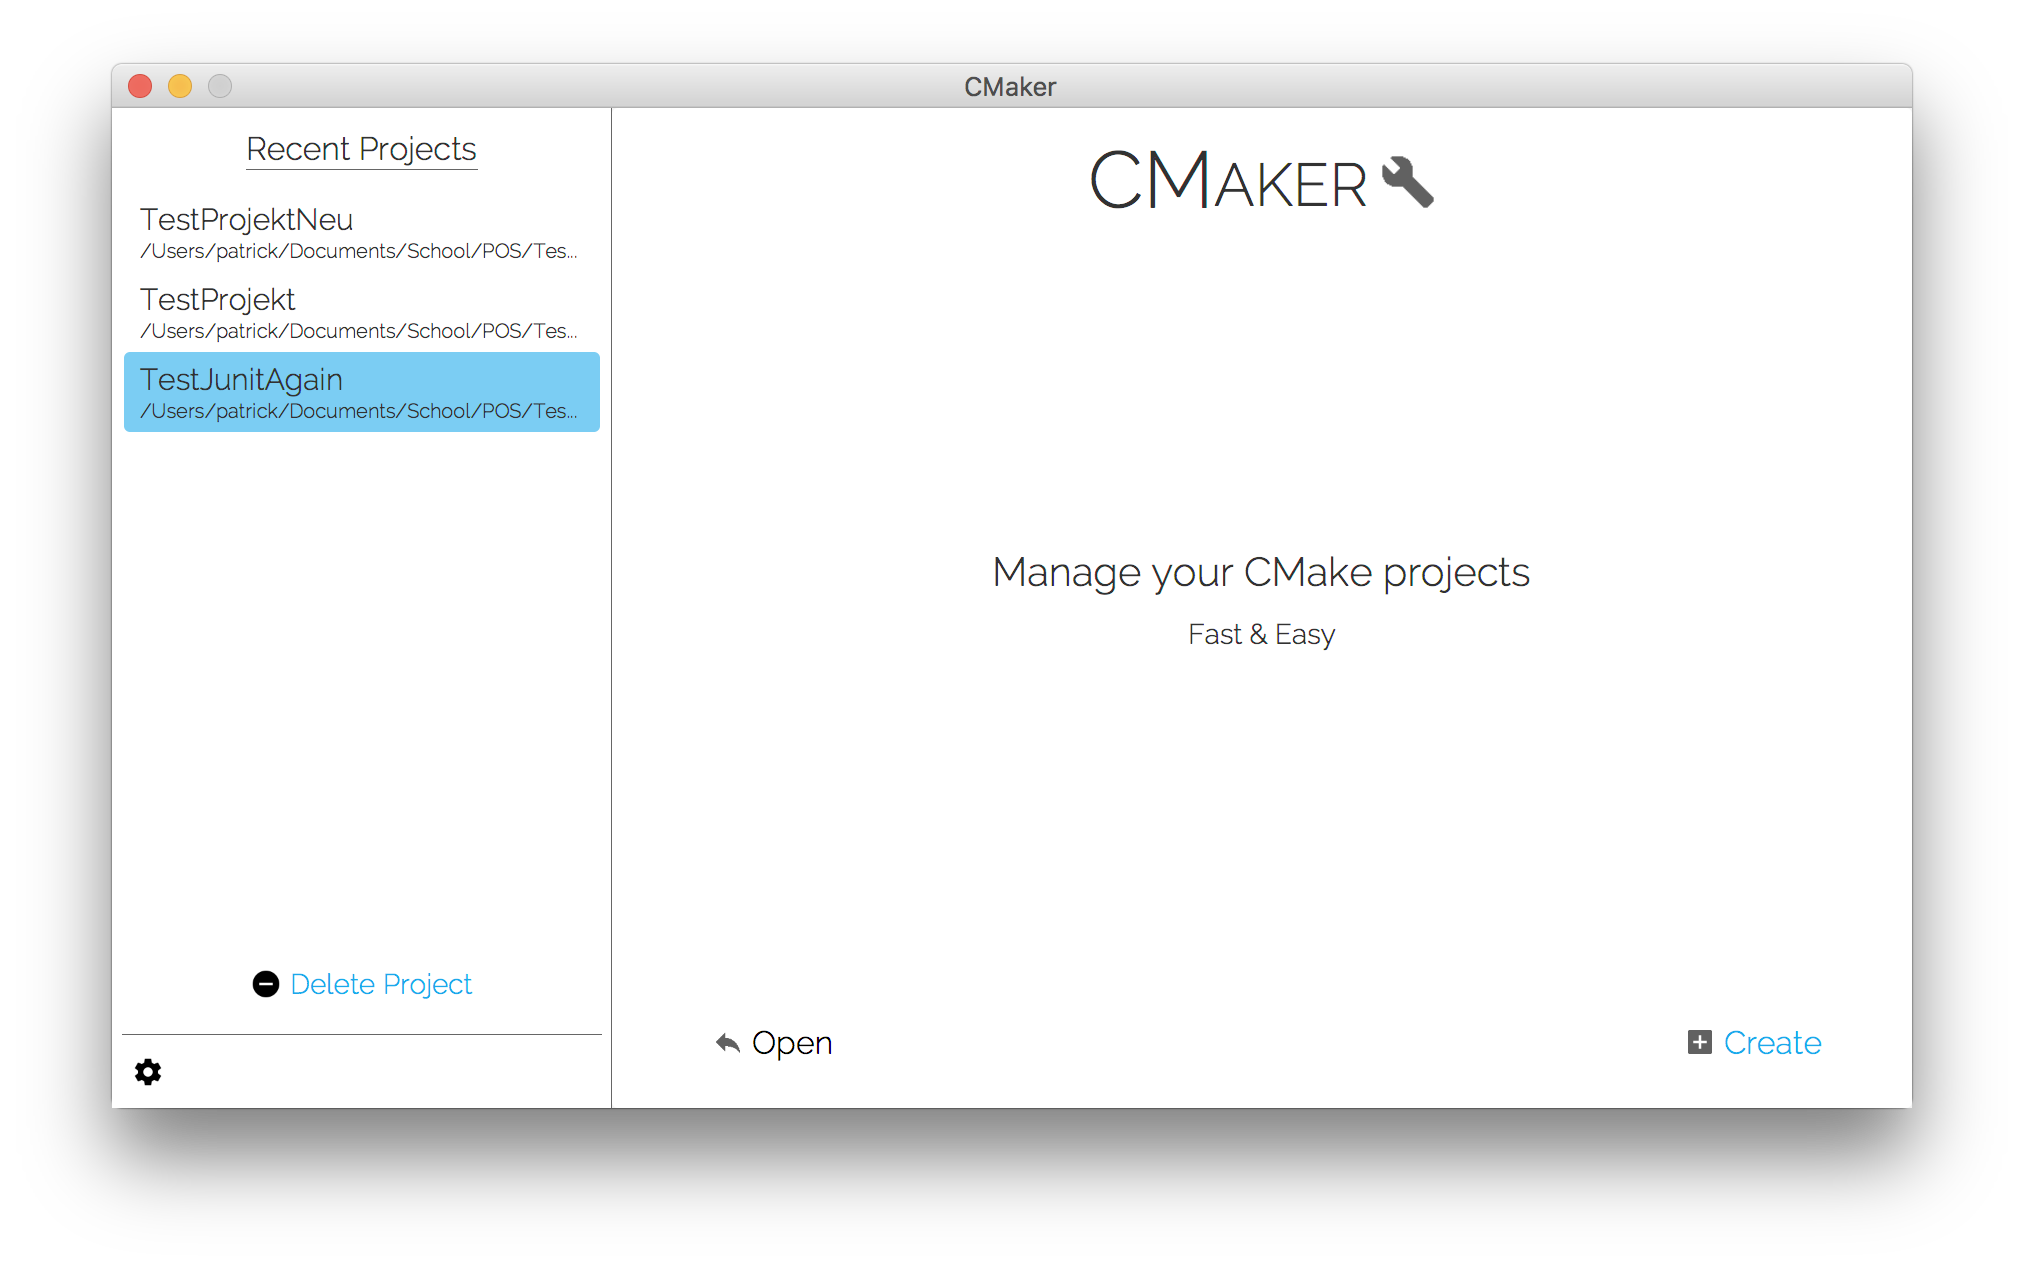 CMaker
Recent Projects
TestProjektNeu
/Users/patrick/Documents/School/POS/Tes...
TestProjekt
/Users/patrick/Documents/School/POS/Tes...
TestJunitAgain
/Users/patrick/Documents/School/POS/Tes...
Delete Project
CMAKER
Manage your CMake projects
Fast & Easy
Open
Create